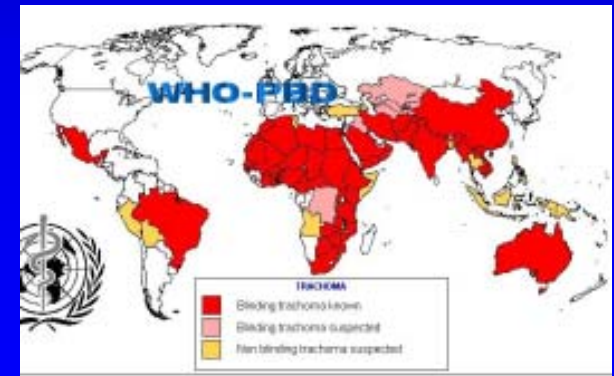 WHO-PBD
TRACHOMA
Blinding trachoma known
Blinding trachoma suspected
Non blinding trachoma suspected